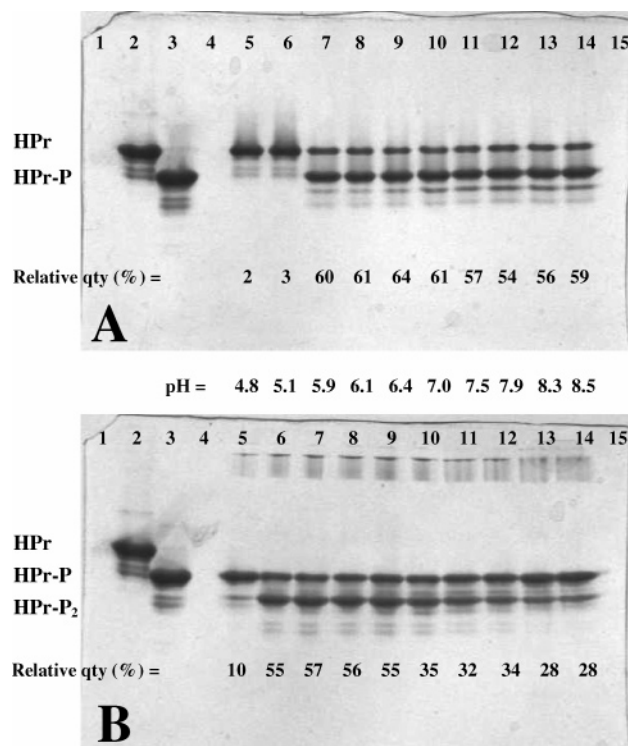 1 2 3 4 5 6 7 8 9 10 11 12 13 14 15
HPr
HPr-P
Relative qty (%) = 2 3 60 61 64 61 57 54 56 59
A
pH = 4.8 5.1 5.9 6.1 6.4 7.0 7.5 7.9 8.3 8.5
1 2 3 4 5 6 7 8 9 10 11 12 13 14 15
HPr
HPr-P
HPr-P₂
Relative qty (%) = 10 55 57 56 55 35 32 34 28 28
B